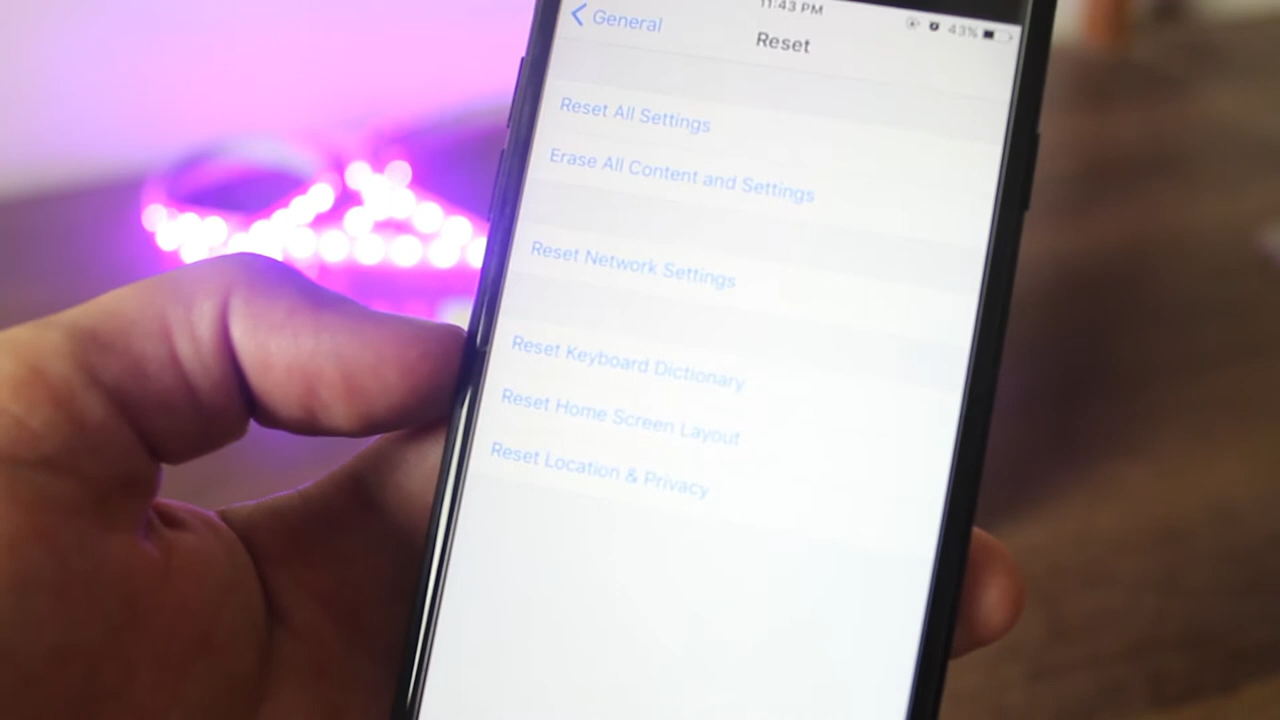 11:43 PM
43%
General
Reset
Reset All Settings
Erase All Content and Settings
Reset Network Settings
Reset Keyboard Dictionary
Reset Home Screen Layout
Reset Location & Privacy